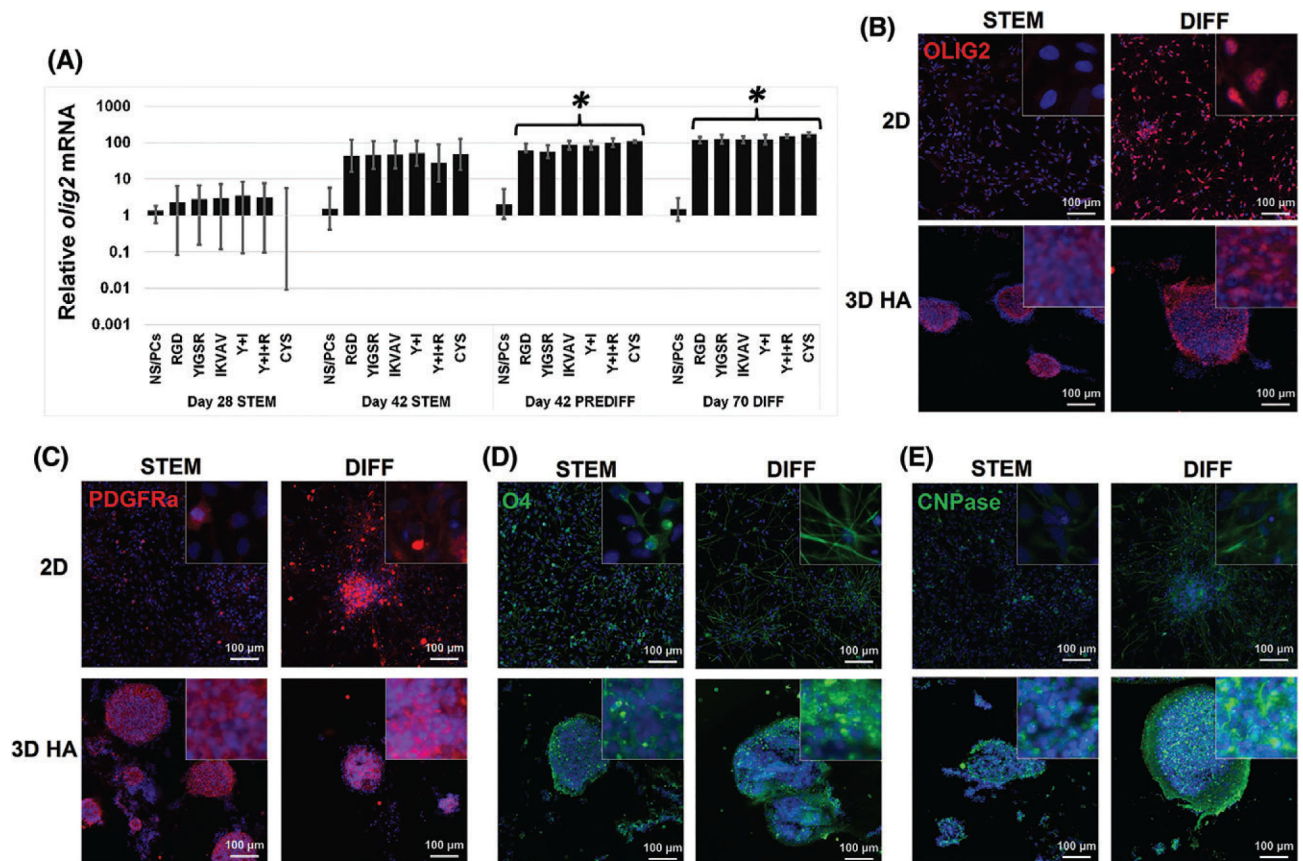 (A)
Relative olig2 mRNA
1000
100
10
1
0.1
0.01
0.001
*
*
NS/PCs
RGD
YIGSR
IKVAV
Y+I
Y+I+R
CYS
NS/PCs
RGD
YIGSR
IKVAV
Y+I
Y+I+R
CYS
NS/PCs
RGD
YIGSR
IKVAV
Y+I
Y+I+R
CYS
NS/PCs
RGD
YIGSR
IKVAV
Y+I
Y+I+R
CYS
Day 28 STEM
Day 42 STEM
Day 42 PREDIFF
Day 70 DIFF
(B)
STEM
DIFF
OLIG2
2D
100 µm
100 µm
3D HA
100 µm
100 µm
(C)
STEM
DIFF
PDGFRa
2D
100 µm
100 µm
3D HA
100 µm
100 µm
(D)
STEM
DIFF
O4
100 µm
100 µm
100 µm
100 µm
(E)
STEM
DIFF
CNPase
100 µm
100 µm
100 µm
100 µm